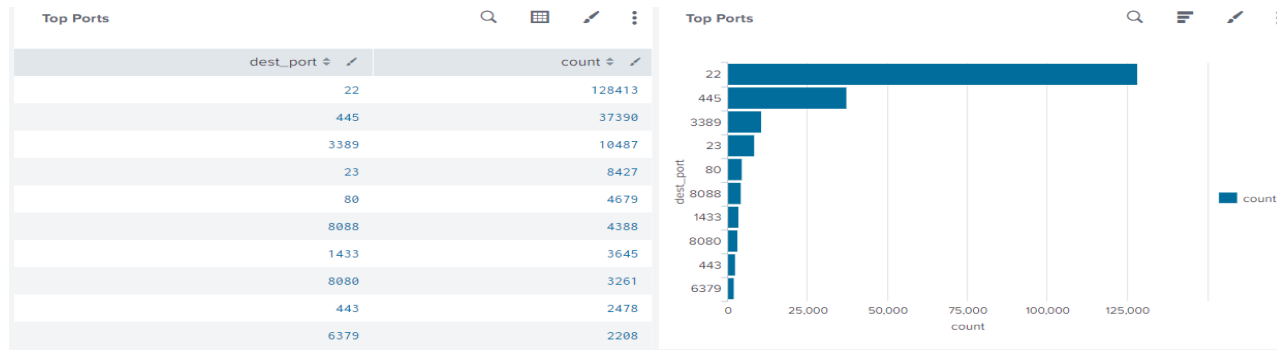 Top Ports
dest_port count
22 128413
445 37390
3389 10487
23 8427
80 4679
8088 4388
1433 3645
8080 3261
443 2478
6379 2208
Top Ports
dest_port
22
445
3389
23
80
8088
1433
8080
443
6379
0 25,000 50,000 75,000 100,000 125,000
count
count